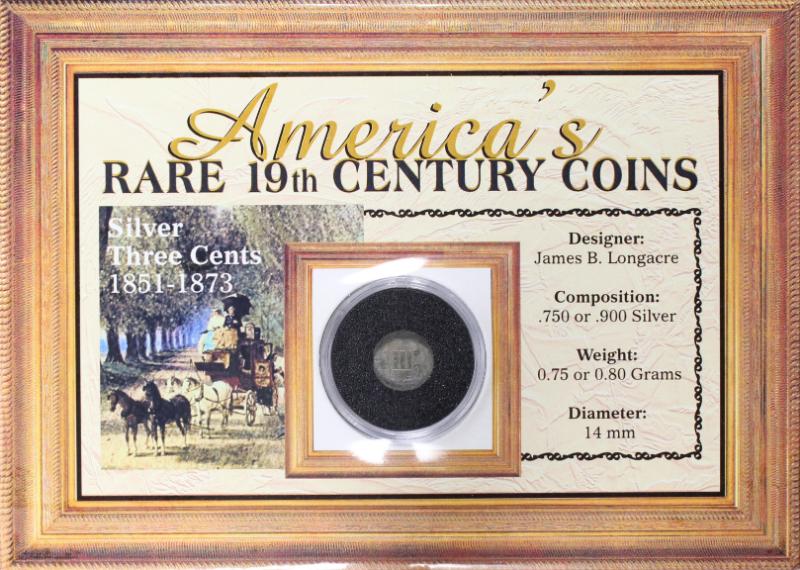 America's
RARE 19th CENTURY COINS
Silver
Three Cents
1851-1873
III
Designer:
James B. Longacre
Composition:
.750 or .900 Silver
Weight:
0.75 or 0.80 Grams
Diameter:
14 mm